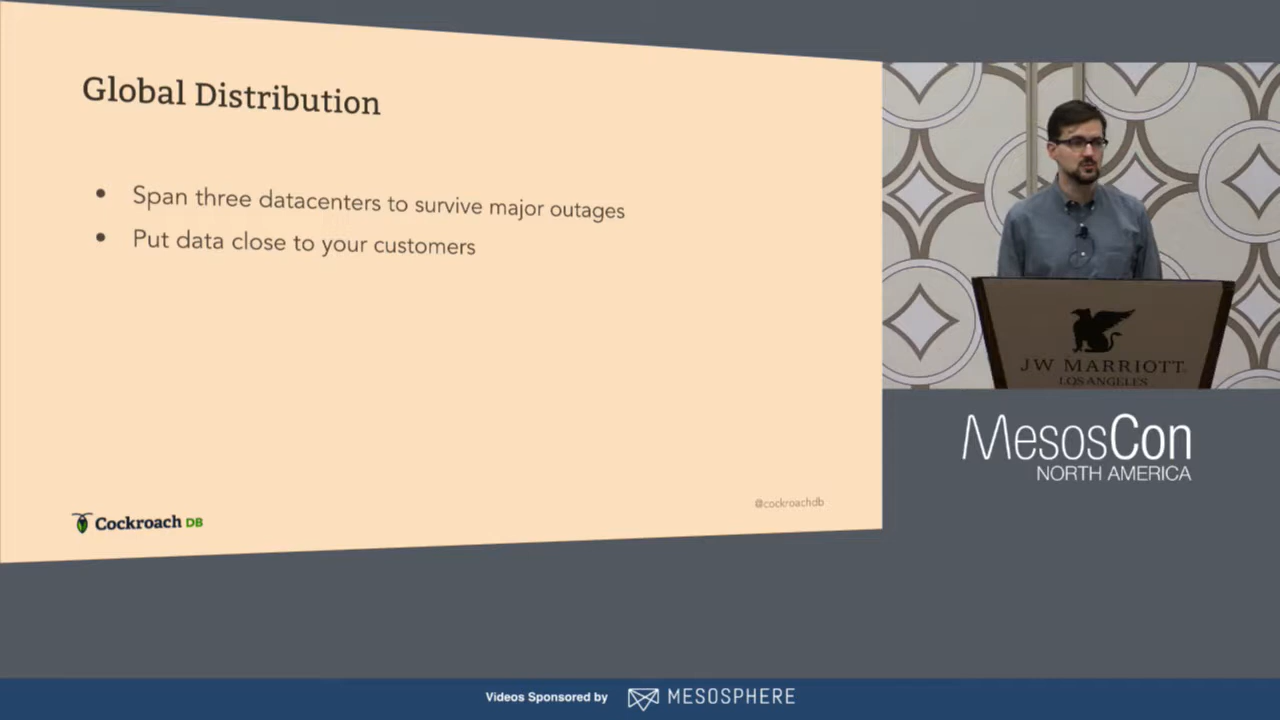 Global Distribution
• Span three datacenters to survive major outages
• Put data close to your customers
@cockroachdb
Cockroach DB
JW MARRIOTT
LOS ANGELES
MesosCon
NORTH AMERICA
Videos Sponsored by MESOSPHERE